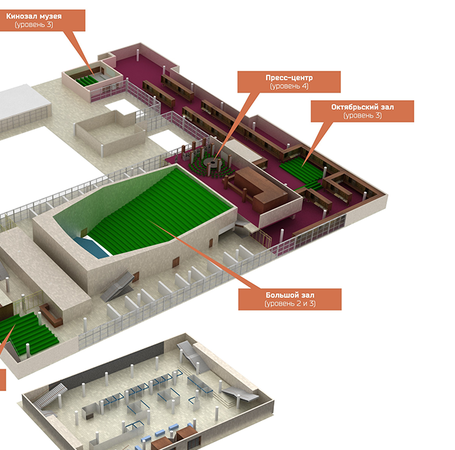 Кинозал музея
(уровень 3)
Пресс-центр
(уровень 4)
Октябрьский зал
(уровень 3)
Большой зал
(уровень 2 и 3)